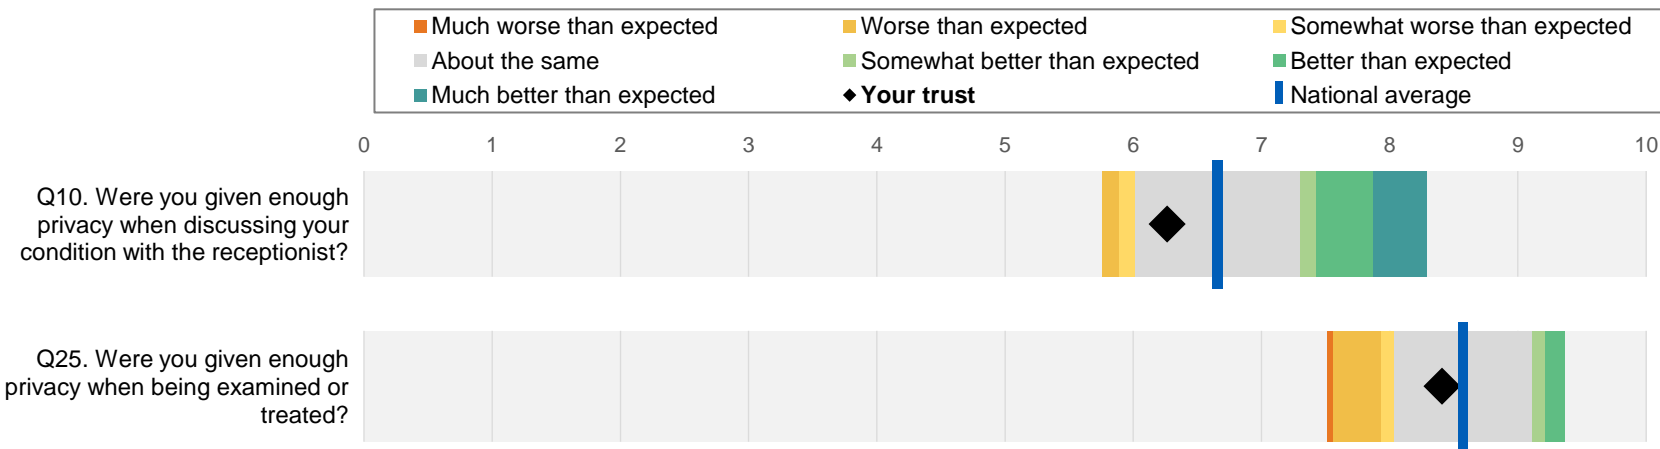 Much worse than expected
Worse than expected
Somewhat worse than expected
About the same
Somewhat better than expected
Better than expected
Much better than expected
Your trust
National average
0 1 2 3 4 5 6 7 8 9 10
Q10. Were you given enough
privacy when discussing your
condition with the receptionist?
Q25. Were you given enough
privacy when being examined or
treated?